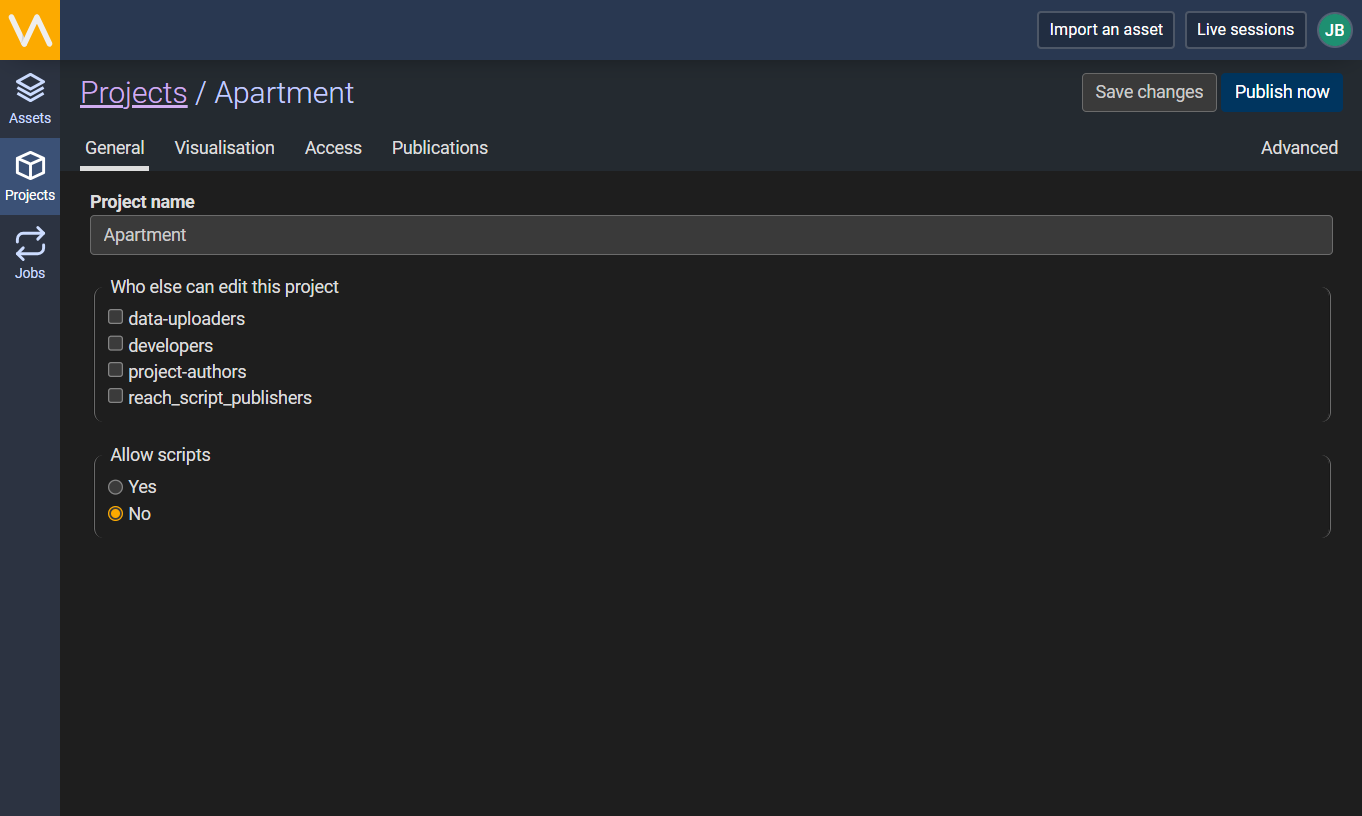 Import an asset
Live sessions
JB
Assets
Projects
Jobs
Projects / Apartment
Save changes
Publish now
General
Visualisation
Access
Publications
Advanced
Project name
Apartment
Who else can edit this project
data-uploaders
developers
project-authors
reach_script_publishers
Allow scripts
Yes
No